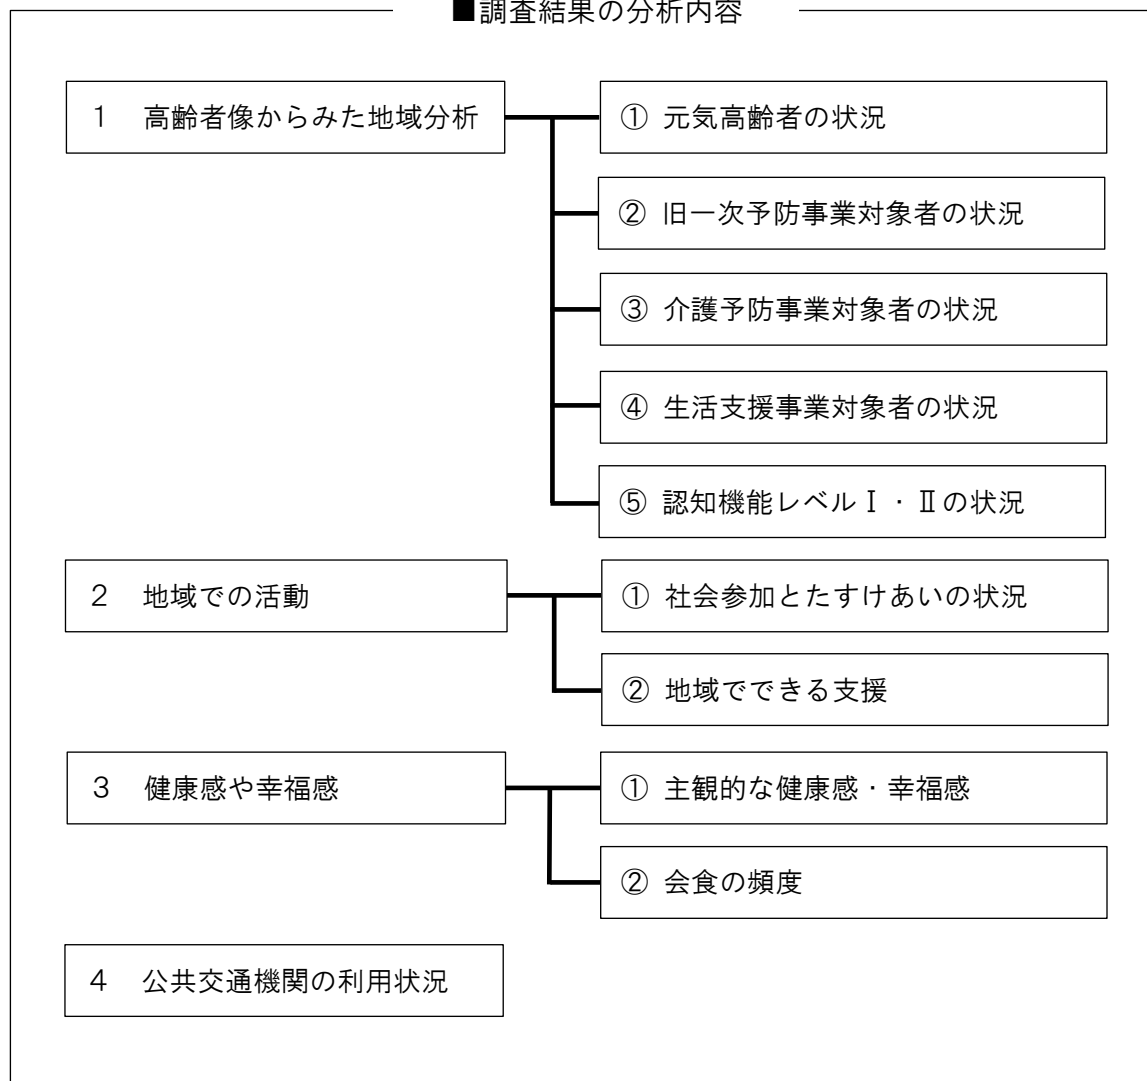 ■調査結果の分析内容
1 高齢者像からみた地域分析
① 元気高齢者の状況
② 旧一次予防事業対象者の状況
③ 介護予防事業対象者の状況
④ 生活支援事業対象者の状況
⑤ 認知機能レベルⅠ・Ⅱの状況
2 地域での活動
① 社会参加とたすけあいの状況
② 地域でできる支援
3 健康感や幸福感
① 主観的な健康感・幸福感
② 会食の頻度
4 公共交通機関の利用状況